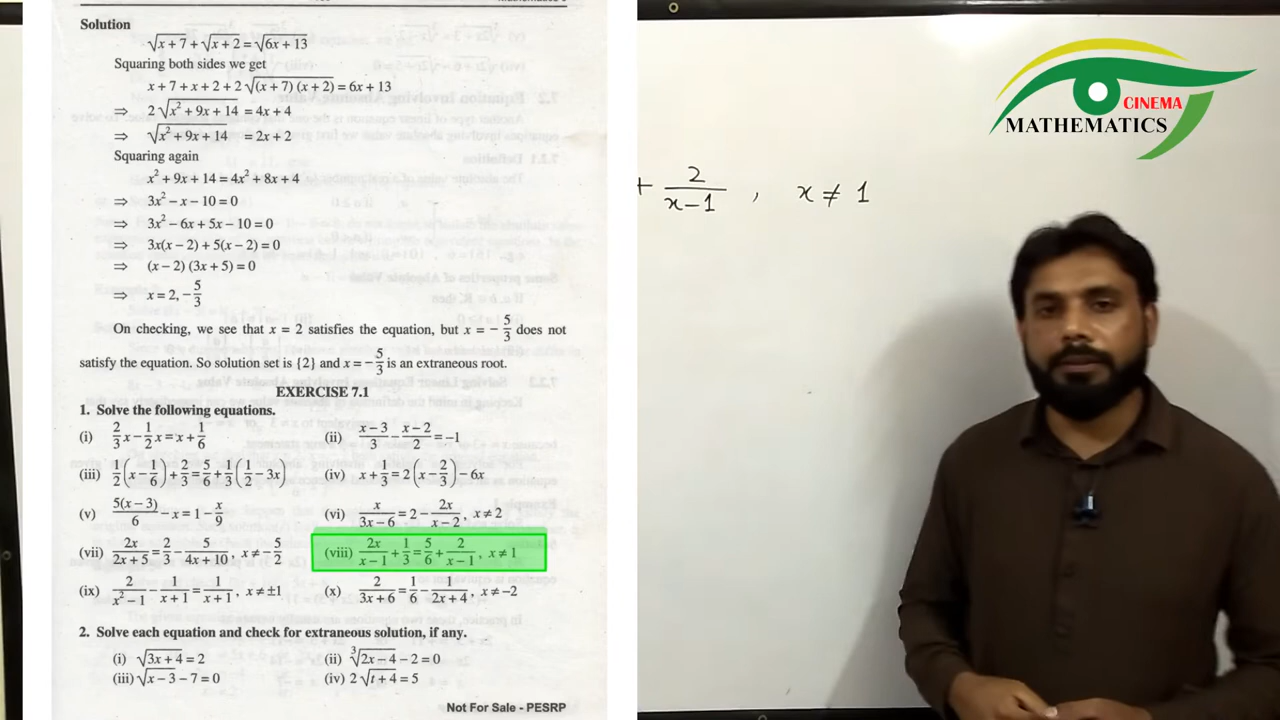 Solution
√(x + 7) + √(x + 2) = √(6x + 13)
Squaring both sides we get
x + 7 + x + 2 + 2 √((x + 7) (x + 2)) = 6x + 13
⇒ 2 √(x² + 9x + 14) = 4x + 4
⇒ √(x² + 9x + 14) = 2x + 2
Squaring again
x² + 9x + 14 = 4x² + 8x + 4
⇒ 3x² − x − 10 = 0
⇒ 3x² − 6x + 5x − 10 = 0
⇒ 3x(x − 2) + 5(x − 2) = 0
⇒ (x − 2) (3x + 5) = 0
⇒ x = 2, − 5/3
On checking, we see that x = 2 satisfies the equation, but x = − 5/3 does not
satisfy the equation. So solution set is {2} and x = − 5/3 is an extraneous root.
EXERCISE 7.1
1. Solve the following equations.
(i) 2/3 x − 1/2 x = x + 1/6
(ii) (x − 3)/3 − (x − 2)/2 = −1
(iii) 1/2 (x − 1/6) + 2/3 = 5/6 + 1/3 (1/2 − 3x)
(iv) x + 1/3 = 2 (x − 2/3) − 6x
(v) 5(x − 3)/6 − x = 1 − x/9
(vi) x/(3x − 6) = 2 − 2x/(x − 2), x ≠ 2
(vii) 2x/(2x + 5) = 2/3 − 5/(4x + 10), x ≠ − 5/2
(viii) 2x/(x − 1) + 1/3 = 5/6 + 2/(x − 1), x ≠ 1
(ix) 2/(x² − 1) − 1/(x + 1) = 1/(x + 1), x ≠ ±1
(x) 2/(3x + 6) = 1/6 − 1/(2x + 4), x ≠ −2
2. Solve each equation and check for extraneous solution, if any.
(i) √(3x + 4) = 2
(ii) ∛(2x − 4) − 2 = 0
(iii) √(x − 3) − 7 = 0
(iv) 2 √(t + 4) = 5
Not For Sale - PESRP
CINEMA
MATHEMATICS
+ 2/(x−1) , x ≠ 1